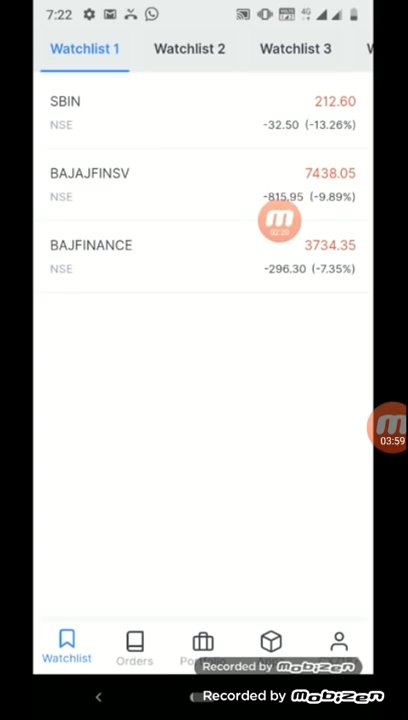 7:22 4G
Watchlist 1 Watchlist 2 Watchlist 3 W
SBIN 212.60
NSE -32.50 (-13.26%)
BAJAJFINSV 7438.05
NSE -815.95 (-9.89%)
BAJFINANCE 3734.35
NSE -296.30 (-7.35%)
03:59
Watchlist Orders
Recorded by Mobizen
Recorded by Mobizen